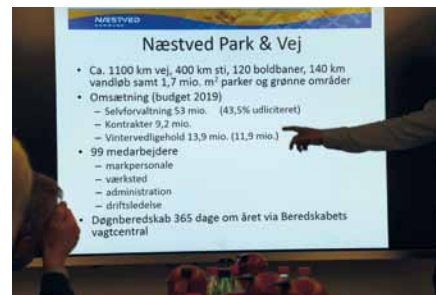 NÆSTVED
Næstved Park & Vej
• Ca. 1100 km vej, 400 km sti, 120 boldbaner, 140 km
vandløb samt 1,7 mio. m² parker og grønne områder
• Omsætning (budget 2019)
– Selvforvaltning 53 mio. (43,5% udliciteret)
– Kontrakter 9,2 mio.
– Vintervedligehold 13,9 mio. (11,9 mio.)
• 99 medarbejdere
– markpersonale
– værksted
– administration
– driftsledelse
• Døgnberedskab 365 dage om året via Beredskabets
vagtcentral